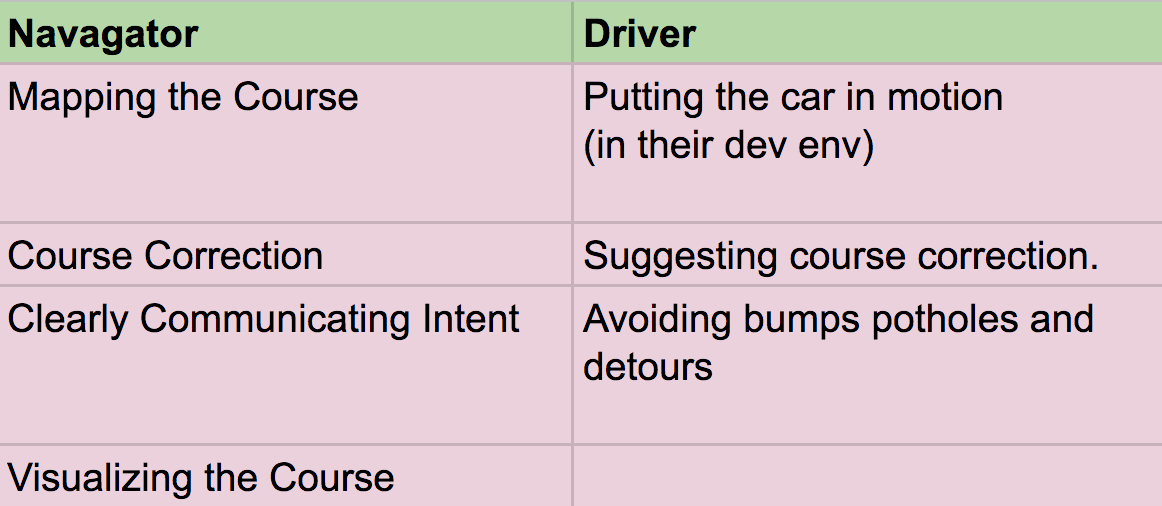 Navagator
Driver
Mapping the Course
Putting the car in motion
(in their dev env)
Course Correction
Suggesting course correction.
Clearly Communicating Intent
Avoiding bumps potholes and
detours
Visualizing the Course